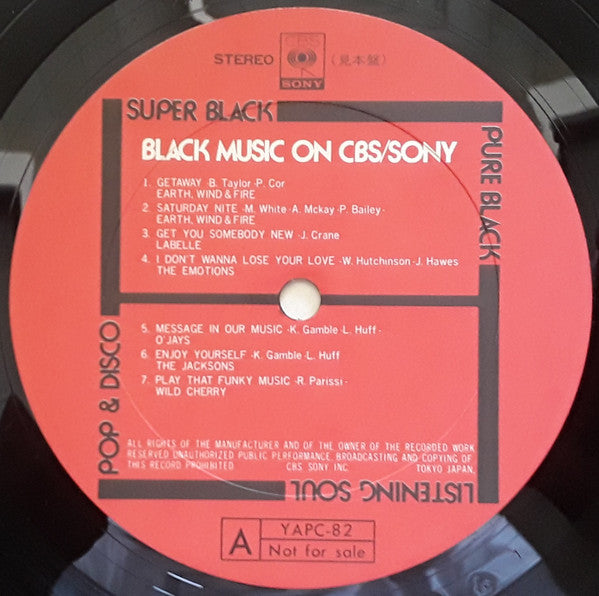 STEREO
CBS
SONY
(見本盤)
SUPER BLACK
PURE BLACK
BLACK MUSIC ON CBS/SONY
1. GETAWAY -B. Taylor-P. Cor
EARTH, WIND & FIRE
2. SATURDAY NITE -M. White-A. Mckay-P. Bailey-
EARTH, WIND & FIRE
3. GET YOU SOMEBODY NEW -J. Crane
LABELLE
4. I DON'T WANNA LOSE YOUR LOVE -W. Hutchinson-J. Hawes
THE EMOTIONS
5. MESSAGE IN OUR MUSIC -K. Gamble-L. Huff-
O'JAYS
6. ENJOY YOURSELF -K. Gamble-L. Huff
THE JACKSONS
7. PLAY THAT FUNKY MUSIC -R. Parissi-
WILD CHERRY
POP & DISCO
ALL RIGHTS OF THE MANUFACTURER AND OF THE OWNER OF THE RECORDED WORK
RESERVED UNAUTHORIZED PUBLIC PERFORMANCE, BROADCASTING AND COPYING OF
THIS RECORD PROHIBITED CBS SONY INC TOKYO JAPAN.
LISTENING SOUL
A
YAPC-82
Not for sale